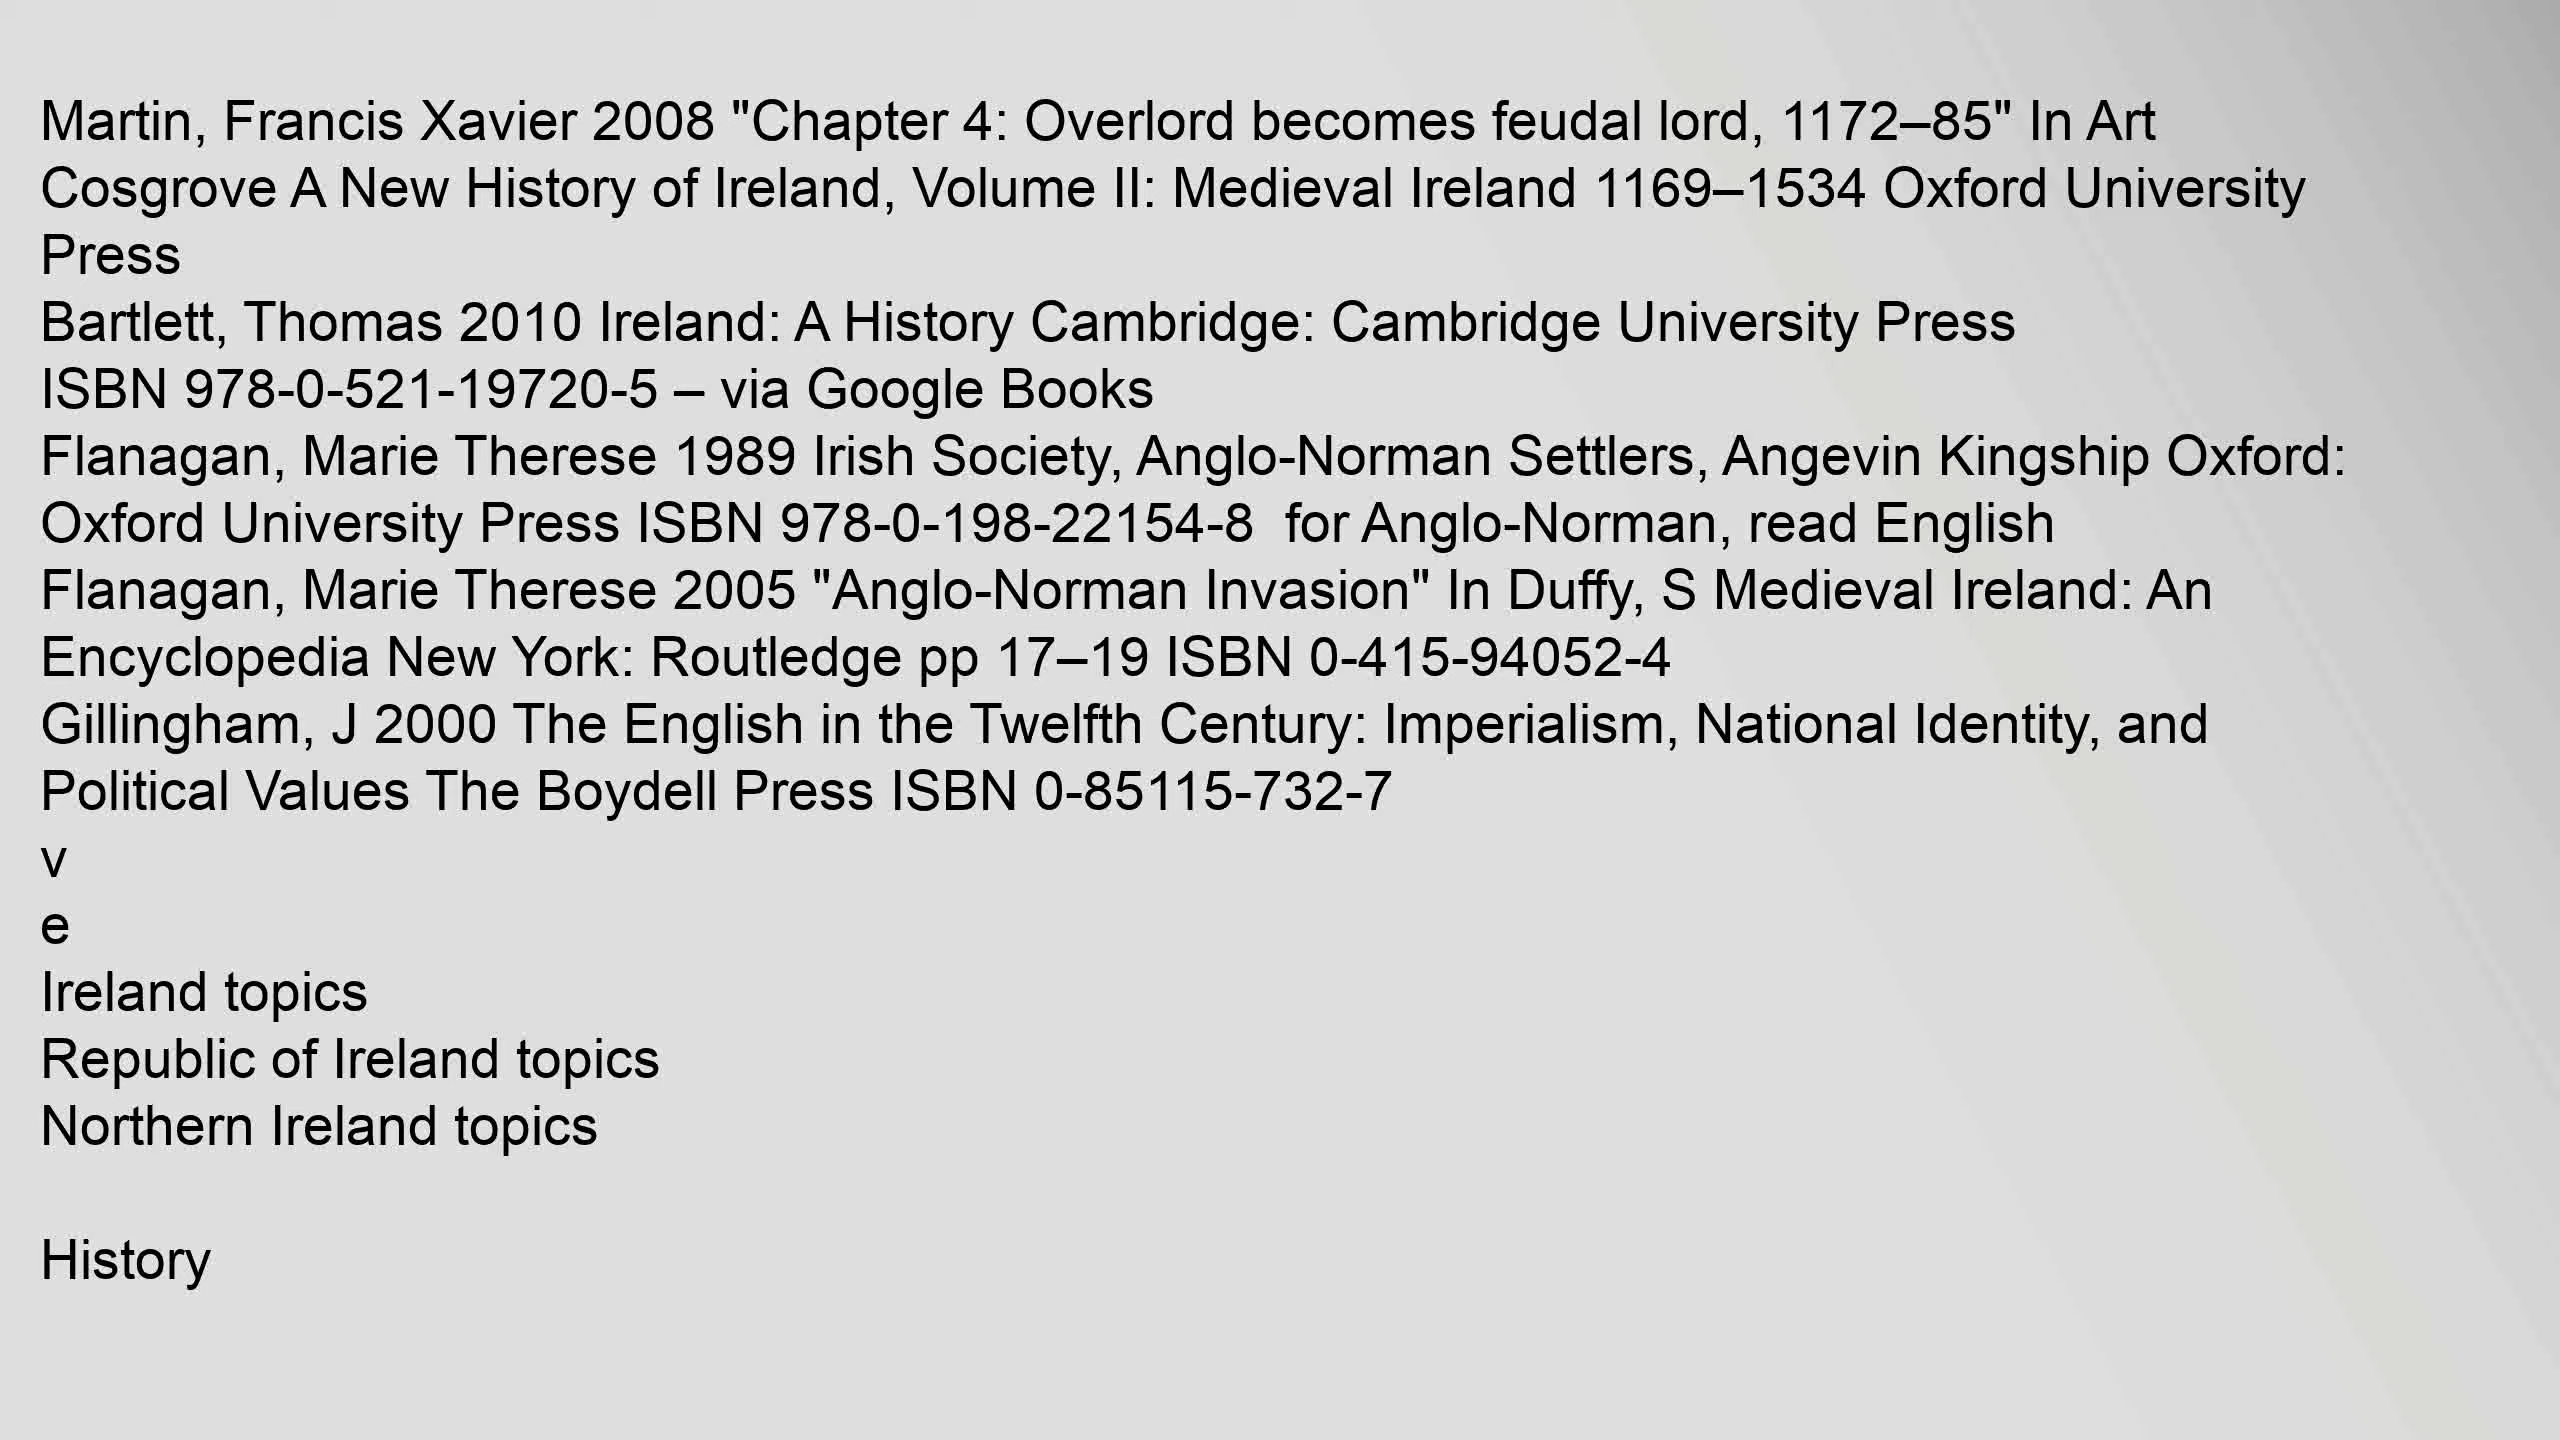 Martin, Francis Xavier 2008 "Chapter 4: Overlord becomes feudal lord, 1172–85" In Art
Cosgrove A New History of Ireland, Volume II: Medieval Ireland 1169–1534 Oxford University
Press
Bartlett, Thomas 2010 Ireland: A History Cambridge: Cambridge University Press
ISBN 978-0-521-19720-5 – via Google Books
Flanagan, Marie Therese 1989 Irish Society, Anglo-Norman Settlers, Angevin Kingship Oxford:
Oxford University Press ISBN 978-0-198-22154-8  for Anglo-Norman, read English
Flanagan, Marie Therese 2005 "Anglo-Norman Invasion" In Duffy, S Medieval Ireland: An
Encyclopedia New York: Routledge pp 17–19 ISBN 0-415-94052-4
Gillingham, J 2000 The English in the Twelfth Century: Imperialism, National Identity, and
Political Values The Boydell Press ISBN 0-85115-732-7
v
e
Ireland topics
Republic of Ireland topics
Northern Ireland topics
History